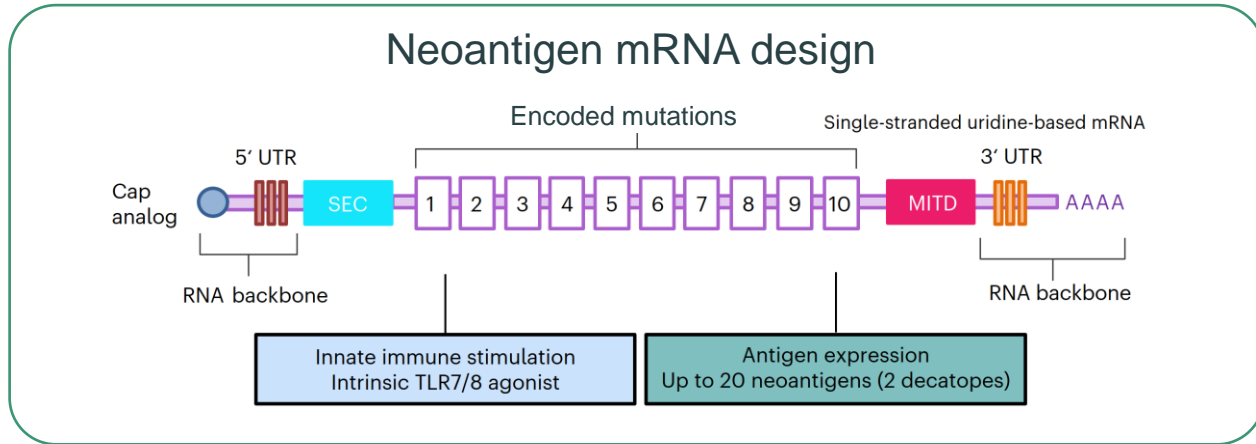 Neoantigen mRNA design
Encoded mutations
Single-stranded uridine-based mRNA
5‘ UTR
3‘ UTR
Cap
analog
SEC
1
2
3
4
5
6
7
8
9
10
MITD
AAAA
RNA backbone
RNA backbone
Innate immune stimulation
Intrinsic TLR7/8 agonist
Antigen expression
Up to 20 neoantigens (2 decatopes)